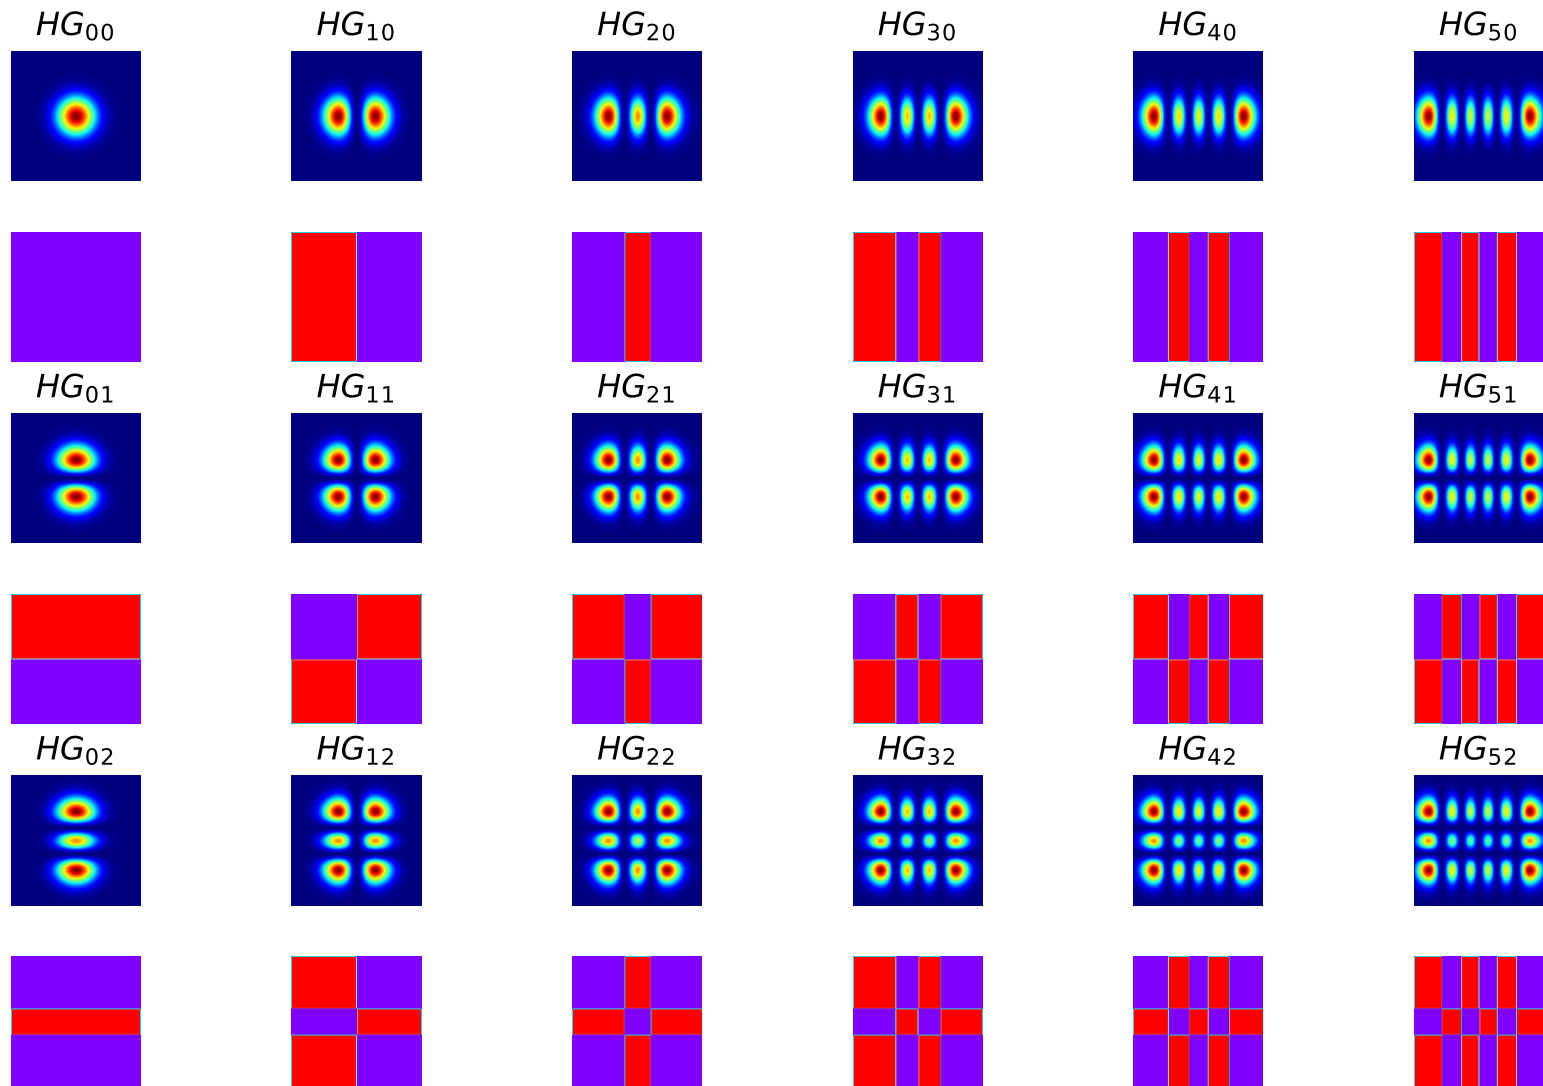 HG₀₀ HG₁₀ HG₂₀ HG₃₀ HG₄₀ HG₅₀
HG₀₁ HG₁₁ HG₂₁ HG₃₁ HG₄₁ HG₅₁
HG₀₂ HG₁₂ HG₂₂ HG₃₂ HG₄₂ HG₅₂